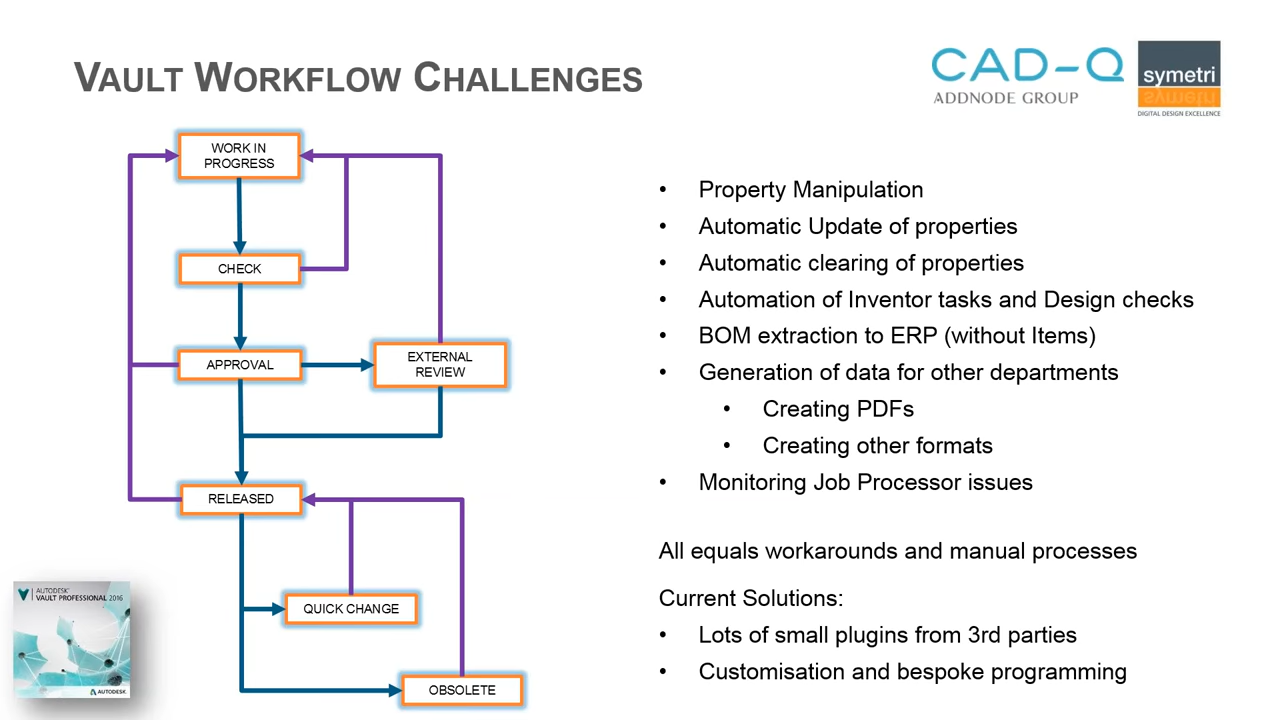 VAULT WORKFLOW CHALLENGES
CAD-Q
ADDNODE GROUP
symetri
DIGITAL DESIGN EXCELLENCE
WORK IN
PROGRESS
CHECK
APPROVAL
EXTERNAL
REVIEW
RELEASED
QUICK CHANGE
OBSOLETE
AUTODESK
VAULT PROFESSIONAL 2016
AUTODESK
• Property Manipulation
• Automatic Update of properties
• Automatic clearing of properties
• Automation of Inventor tasks and Design checks
• BOM extraction to ERP (without Items)
• Generation of data for other departments
• Creating PDFs
• Creating other formats
• Monitoring Job Processor issues
All equals workarounds and manual processes
Current Solutions:
• Lots of small plugins from 3rd parties
• Customisation and bespoke programming